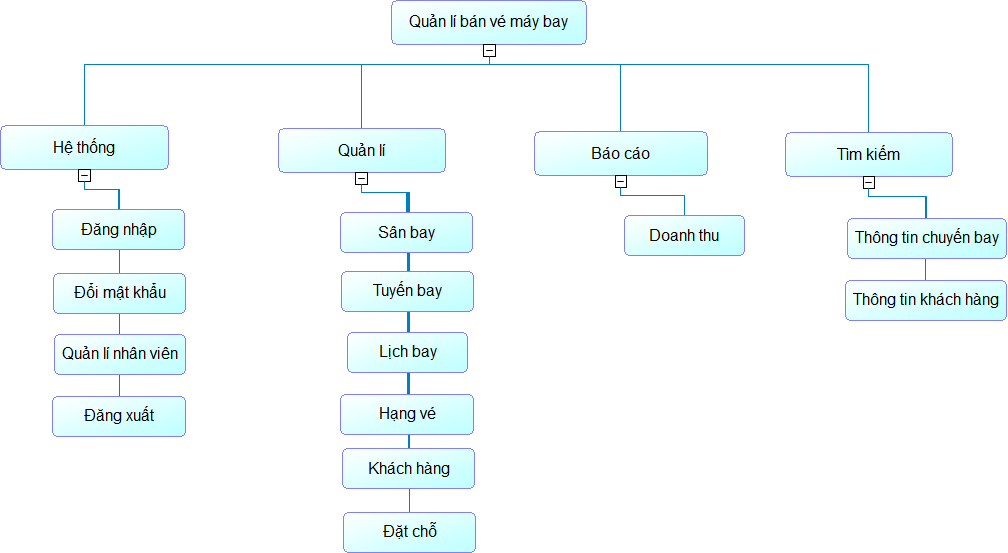 Quản lí bán vé máy bay
Hệ thống
Quản lí
Báo cáo
Tìm kiếm
Đăng nhập
Đổi mật khẩu
Quản lí nhân viên
Đăng xuất
Sân bay
Tuyến bay
Lịch bay
Hạng vé
Khách hàng
Đặt chỗ
Doanh thu
Thông tin chuyến bay
Thông tin khách hàng